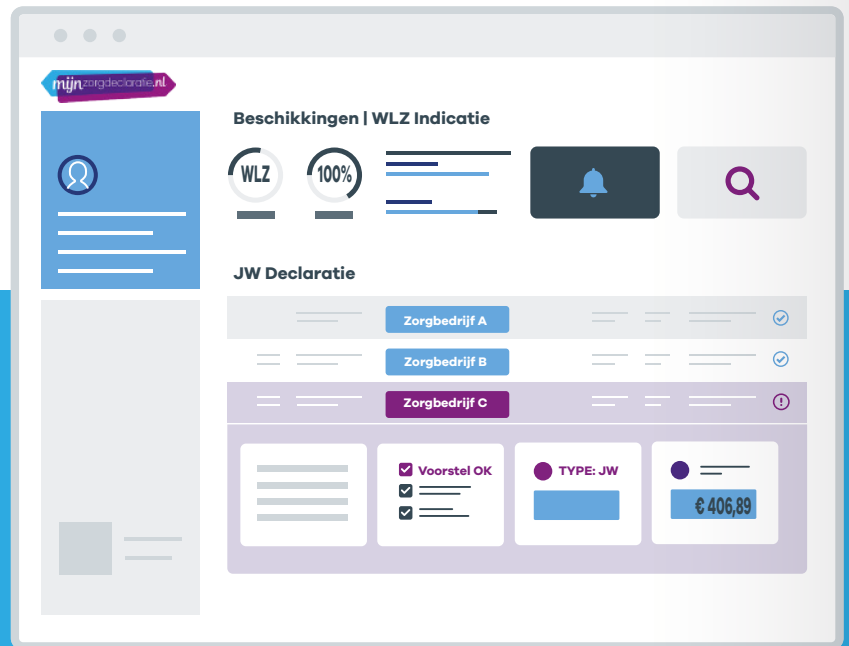 mijnzorgdeclaratie.nl
Beschikkingen | WLZ Indicatie
WLZ
100%
JW Declaratie
Zorgbedrijf A
Zorgbedrijf B
Zorgbedrijf C
Voorstel OK
TYPE: JW
€ 406,89